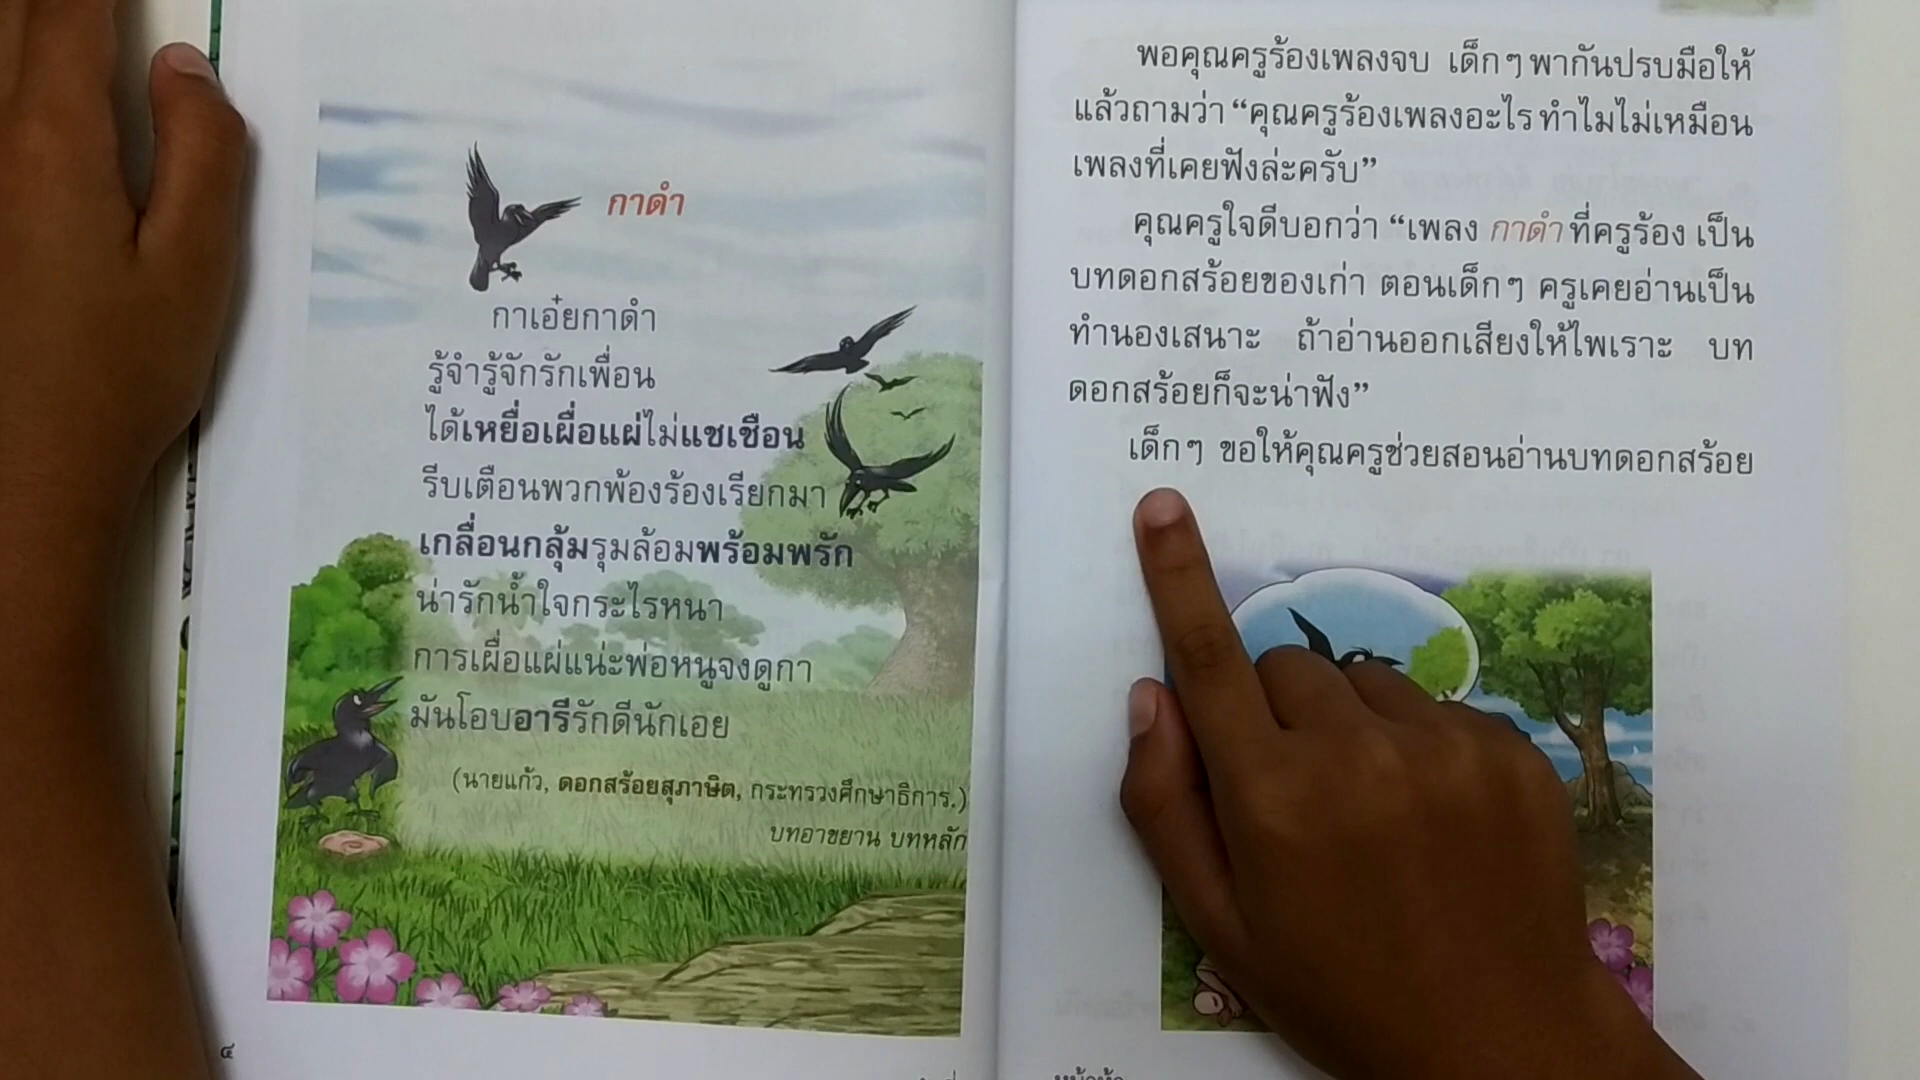 กาดำ
กาเอ๋ยกาดำ
รู้จำรู้จักรักเพื่อน
ได้เหยื่อเผื่อแผ่ไม่แชเชือน
รีบเตือนพวกพ้องร้องเรียกมา
เกลื่อนกลุ้มรุมล้อมพร้อมพรัก
น่ารักน้ำใจกระไรหนา
การเผื่อแผ่แน่ะพ่อหนูจงดูกา
มันโอบอารีรักดีนักเอย
(นายแก้ว, ดอกสร้อยสุภาษิต, กระทรวงศึกษาธิการ.)
บทอาขยาน บทหลัก
๔
พอคุณครูร้องเพลงจบ เด็กๆ พากันปรบมือให้
แล้วถามว่า “คุณครูร้องเพลงอะไร ทำไมไม่เหมือน
เพลงที่เคยฟังล่ะครับ”
คุณครูใจดีบอกว่า “เพลง กาดำ ที่ครูร้อง เป็น
บทดอกสร้อยของเก่า ตอนเด็กๆ ครูเคยอ่านเป็น
ทำนองเสนาะ ถ้าอ่านออกเสียงให้ไพเราะ บท
ดอกสร้อยก็จะน่าฟัง”
เด็กๆ ขอให้คุณครูช่วยสอนอ่านบทดอกสร้อย